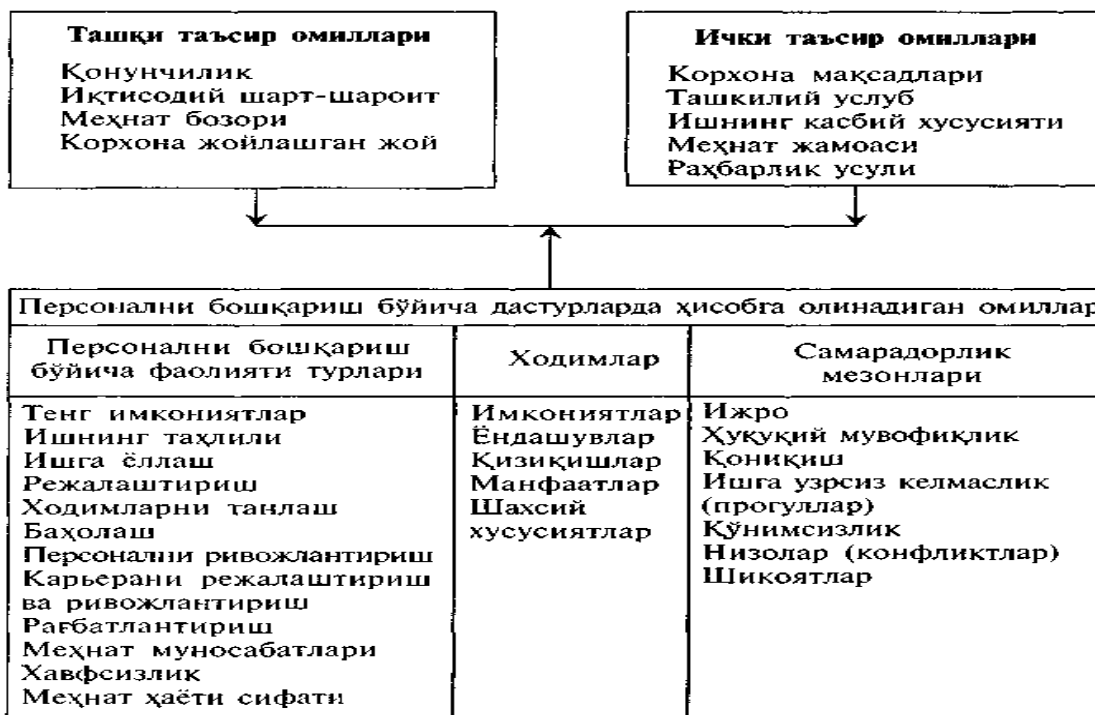 Ташқи таъсир омиллари
Қонунчилик
Иқтисодий шарт-шароит
Меҳнат бозори
Корхона жойлашган жой
Ички таъсир омиллари
Корхона мақсадлари
Ташкилий услуб
Ишнинг касбий хусусияти
Меҳнат жамоаси
Раҳбарлик усули
Персонални бошқариш бўйича дастурларда ҳисобга олинадиган омиллар
Персонални бошқариш
бўйича фаолияти турлари
Тенг имкониятлар
Ишнинг таҳлили
Ишга ёллаш
Режалаштириш
Ходимларни танлаш
Баҳолаш
Персонални ривожлантириш
Карьерани режалаштириш
ва ривожлантириш
Рағбатлантириш
Меҳнат муносабатлари
Хавфсизлик
Меҳнат ҳаёти сифати
Ходимлар
Имкониятлар
Ёндашувлар
Қизиқишлар
Манфаатлар
Шахсий
хусусиятлар
Самарадорлик
мезонлари
Ижро
Ҳуқуқий мувофиқлик
Қониқиш
Ишга узрсиз келмаслик
(прогуллар)
Қўнимсизлик
Низолар (конфликтлар)
Шикоятлар